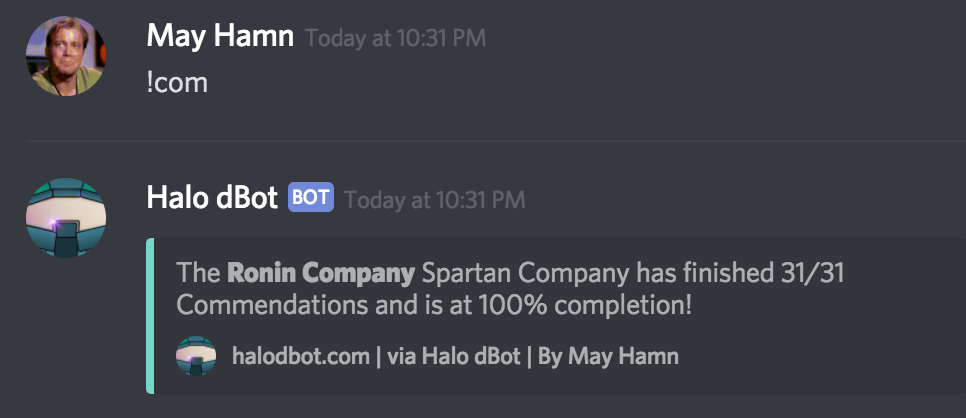 May Hamn Today at 10:31 PM
!com
Halo dBot BOT Today at 10:31 PM
The Ronin Company Spartan Company has finished 31/31
Commendations and is at 100% completion!
halodbot.com | via Halo dBot | By May Hamn